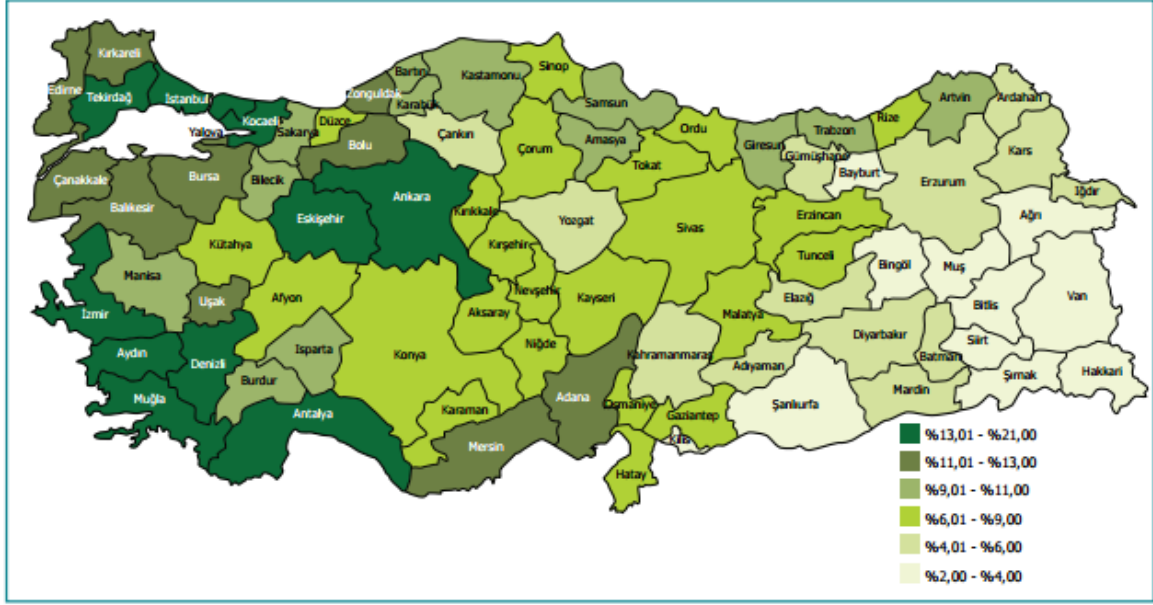 Kırkareli
Edirne
Tekirdağ
İstanbul
Kocaeli
Yalova
Sakarya
Düzce
Zonguldak
Bartın
Karabük
Kastamonu
Sinop
Samsun
Çankırı
Bolu
Çorum
Amasya
Ordu
Tokat
Giresun
Trabzon
Gümüşhane
Bayburt
Rize
Artvin
Ardahan
Kars
Iğdır
Erzurum
Ağrı
Çanakkale
Bursa
Balıkesir
Bilecik
Eskişehir
Ankara
Kırıkkale
Kırşehir
Yozgat
Sivas
Erzincan
Tunceli
Bingöl
Muş
Bitlis
Van
Kütahya
Manisa
Uşak
Afyon
İzmir
Aydın
Denizli
Muğla
Burdur
Isparta
Antalya
Konya
Aksaray
Nevşehir
Niğde
Kayseri
Karaman
Mersin
Adana
Kahramanmaraş
Malatya
Elazığ
Adıyaman
Diyarbakır
Batman
Siirt
Mardin
Şırnak
Hakkari
Osmaniye
Gaziantep
Kilis
Şanlıurfa
Hatay
%13,01 - %21,00
%11,01 - %13,00
%9,01 - %11,00
%6,01 - %9,00
%4,01 - %6,00
%2,00 - %4,00